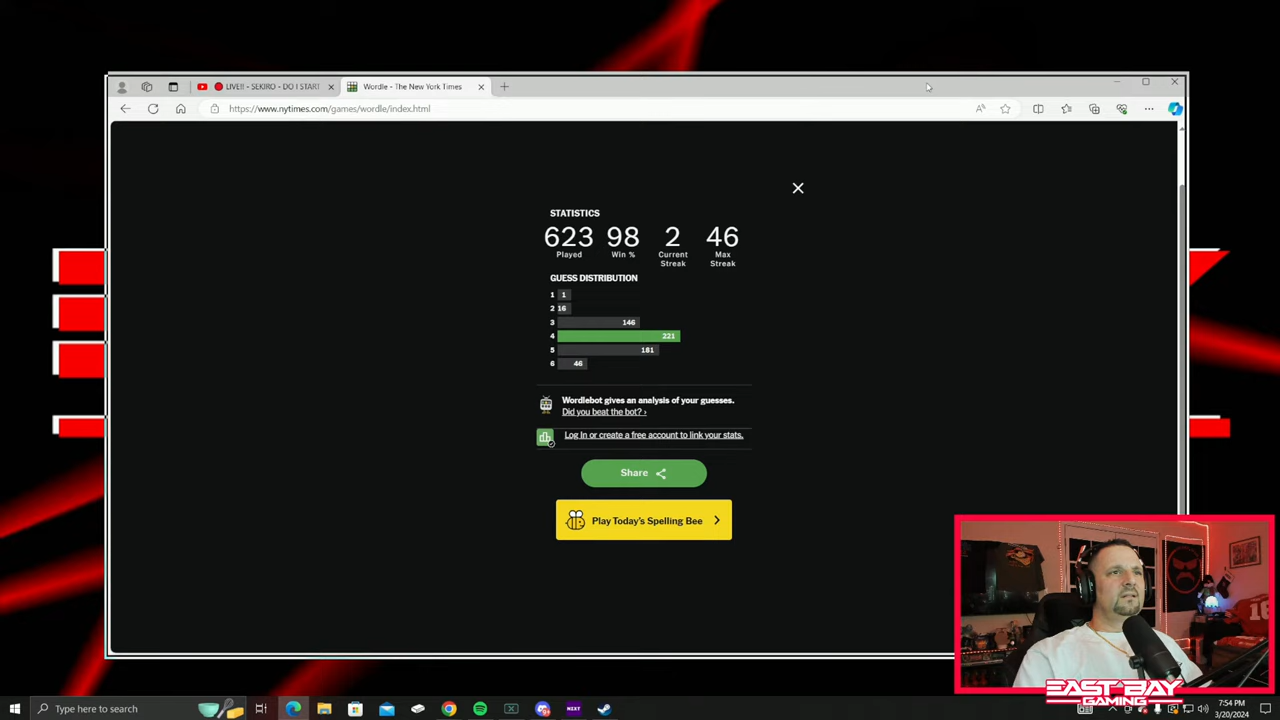 LIVE!! - SEKIRO - DO I START
Wordle - The New York Times
https://www.nytimes.com/games/wordle/index.html
STATISTICS
623 98 2 46
Played Win % Current Streak Max Streak
GUESS DISTRIBUTION
1 1
2 16
3 146
4 221
5 181
6 46
Wordlebot gives an analysis of your guesses.
Did you beat the bot? ›
Log In or create a free account to link your stats.
Share
Play Today's Spelling Bee
EAST BAY
GAMING
Type here to search
NEXT
7:54 PM
3/20/2024